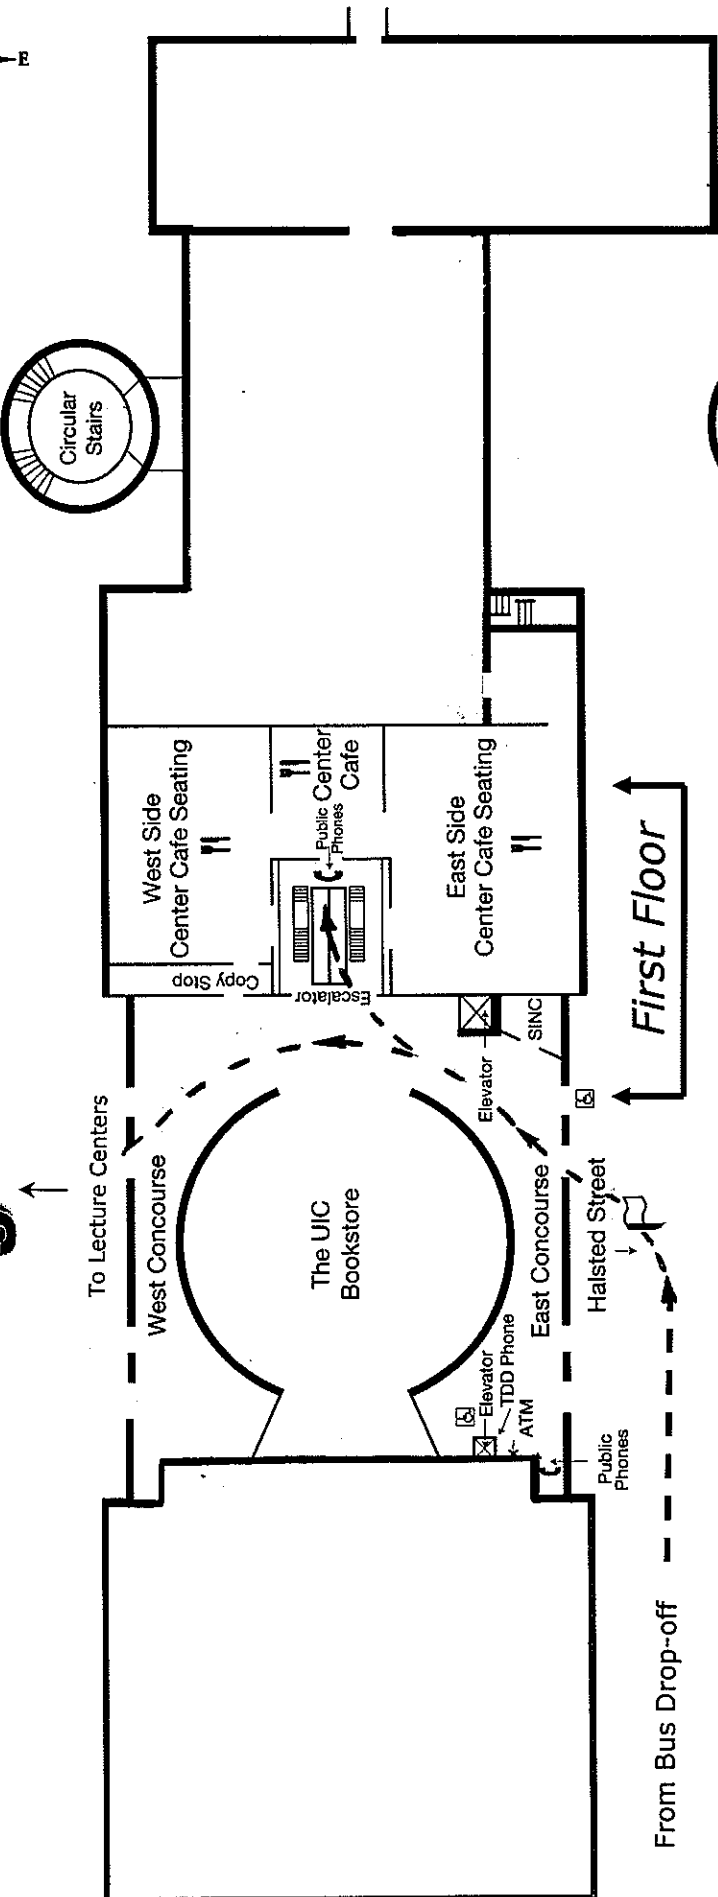 E
Circular
Stairs
West Side
Center Cafe Seating
Center
Cafe
Public
Phones
East Side
Center Cafe Seating
Copy Stop
Escalator
Elevator
SINC
First Floor
To Lecture Centers
West Concourse
The UIC
Bookstore
East Concourse
Halsted Street
Elevator
TDD Phone
ATM
Public
Phones
From Bus Drop-off